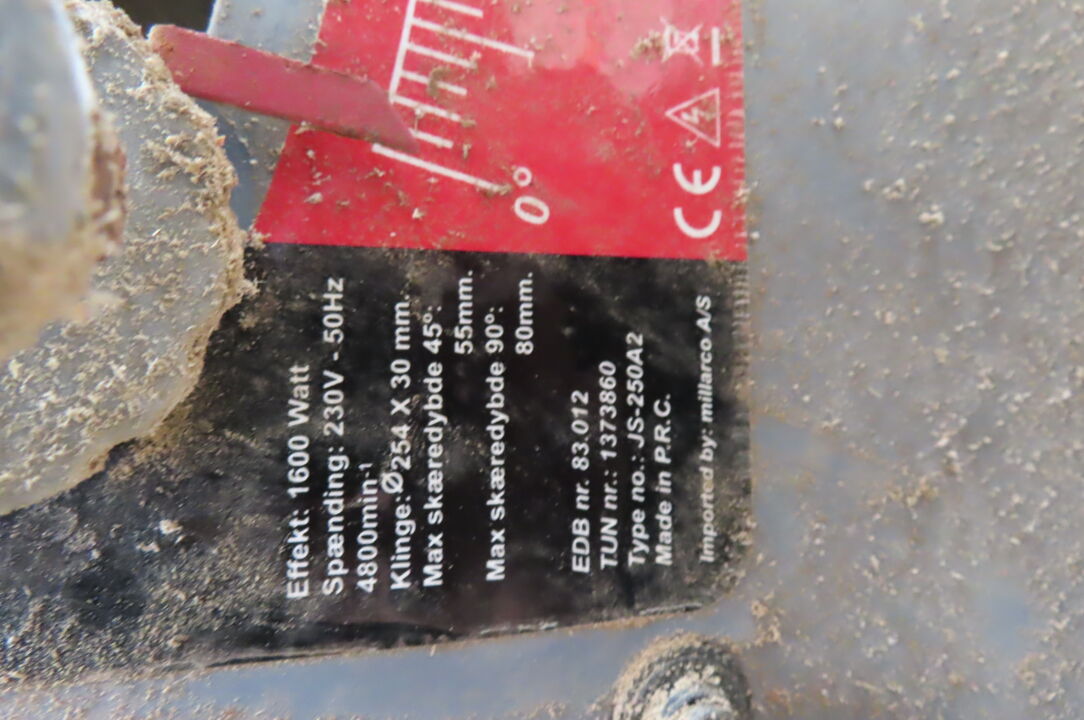 0°
CE
Effekt: 1600 Watt
Spænding: 230V - 50Hz
4800min-¹
Klinge: Ø254 X 30 mm.
Max skæredybde 45°:
55mm.
Max skæredybde 90°:
80mm.
EDB nr. 83.012
TUN nr.: 1373860
Type no.: JS-250A2
Made in P.R.C.
Imported by: millarco A/S